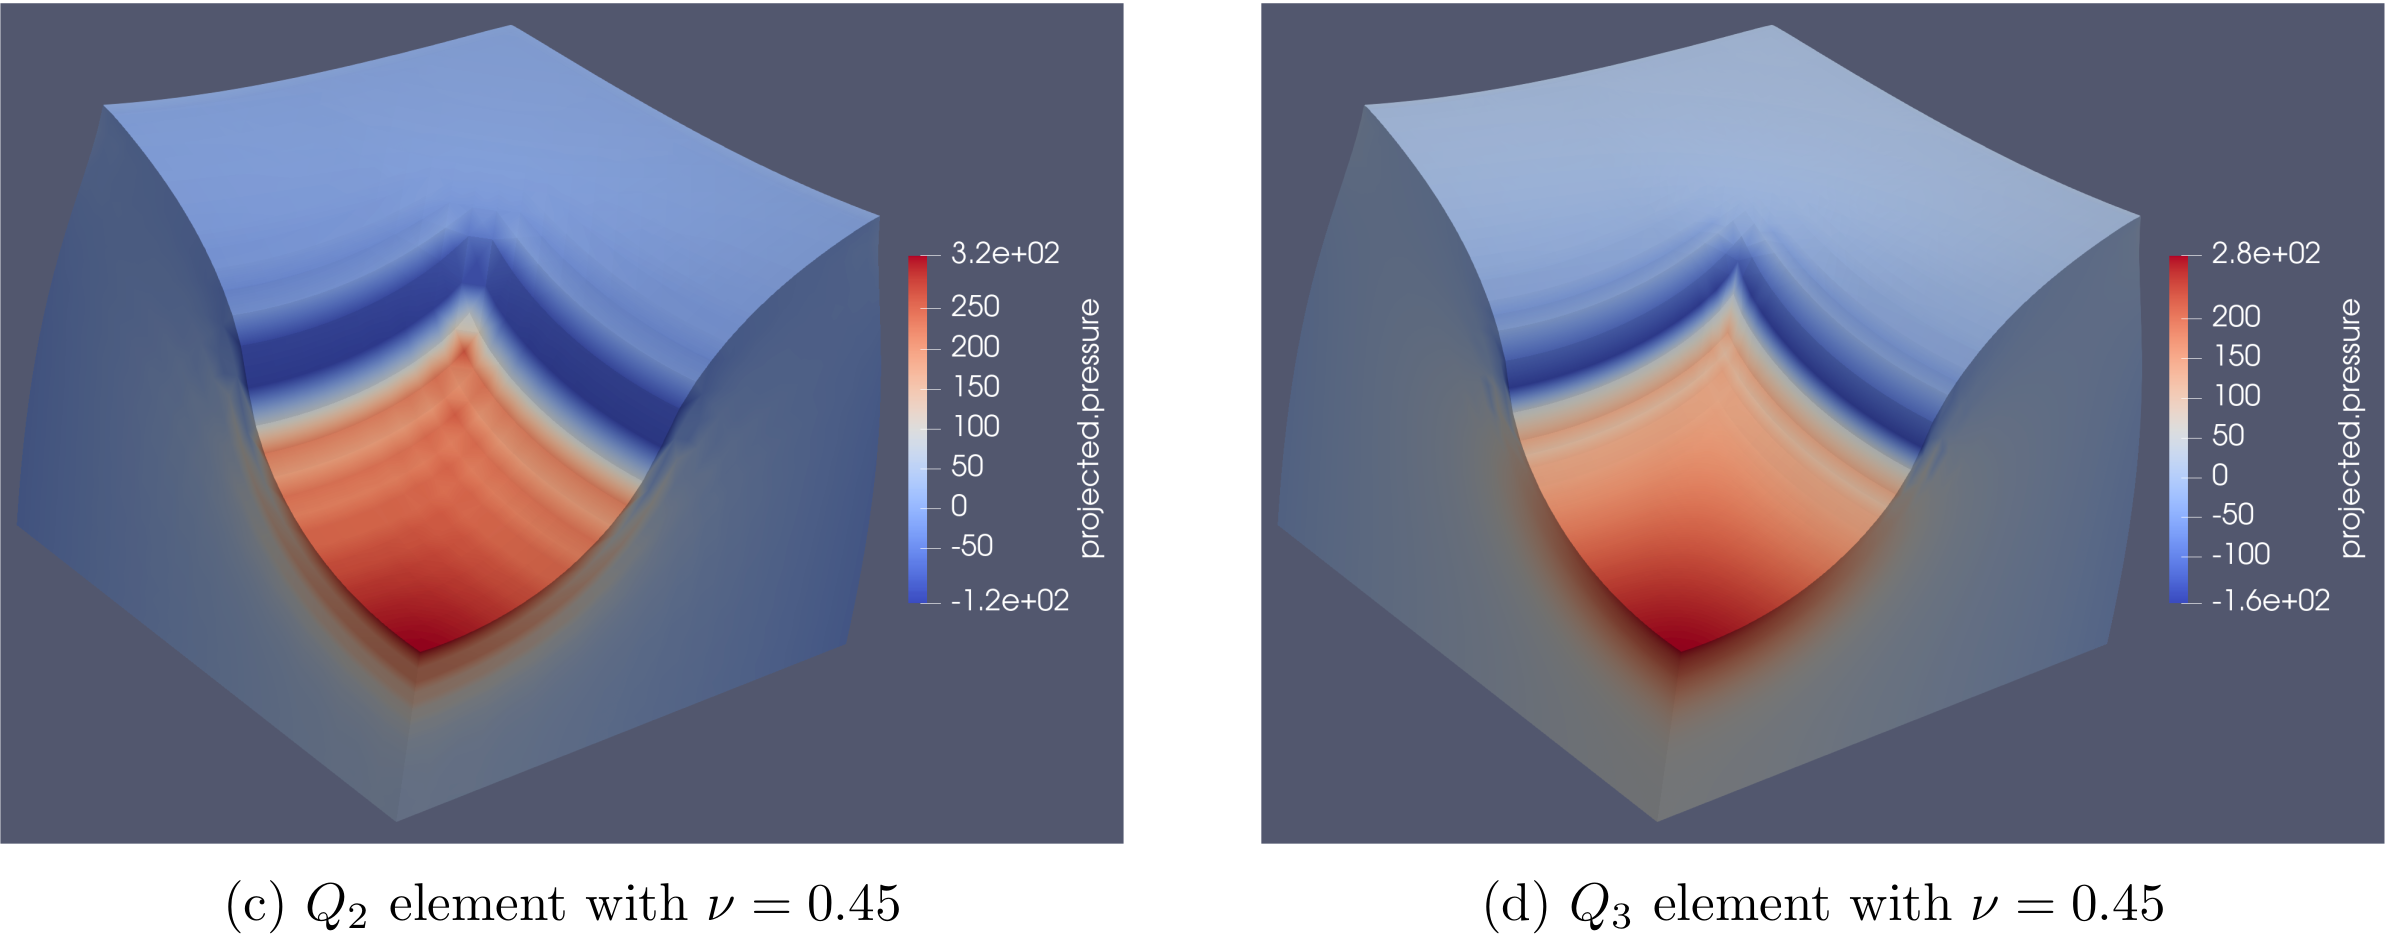 3.2e+02
250
200
150
100
50
0
-50
-1.2e+02
projected.pressure
2.8e+02
200
150
100
50
0
-50
-100
-1.6e+02
projected.pressure
(c) Q₂ element with ν = 0.45
(d) Q₃ element with ν = 0.45